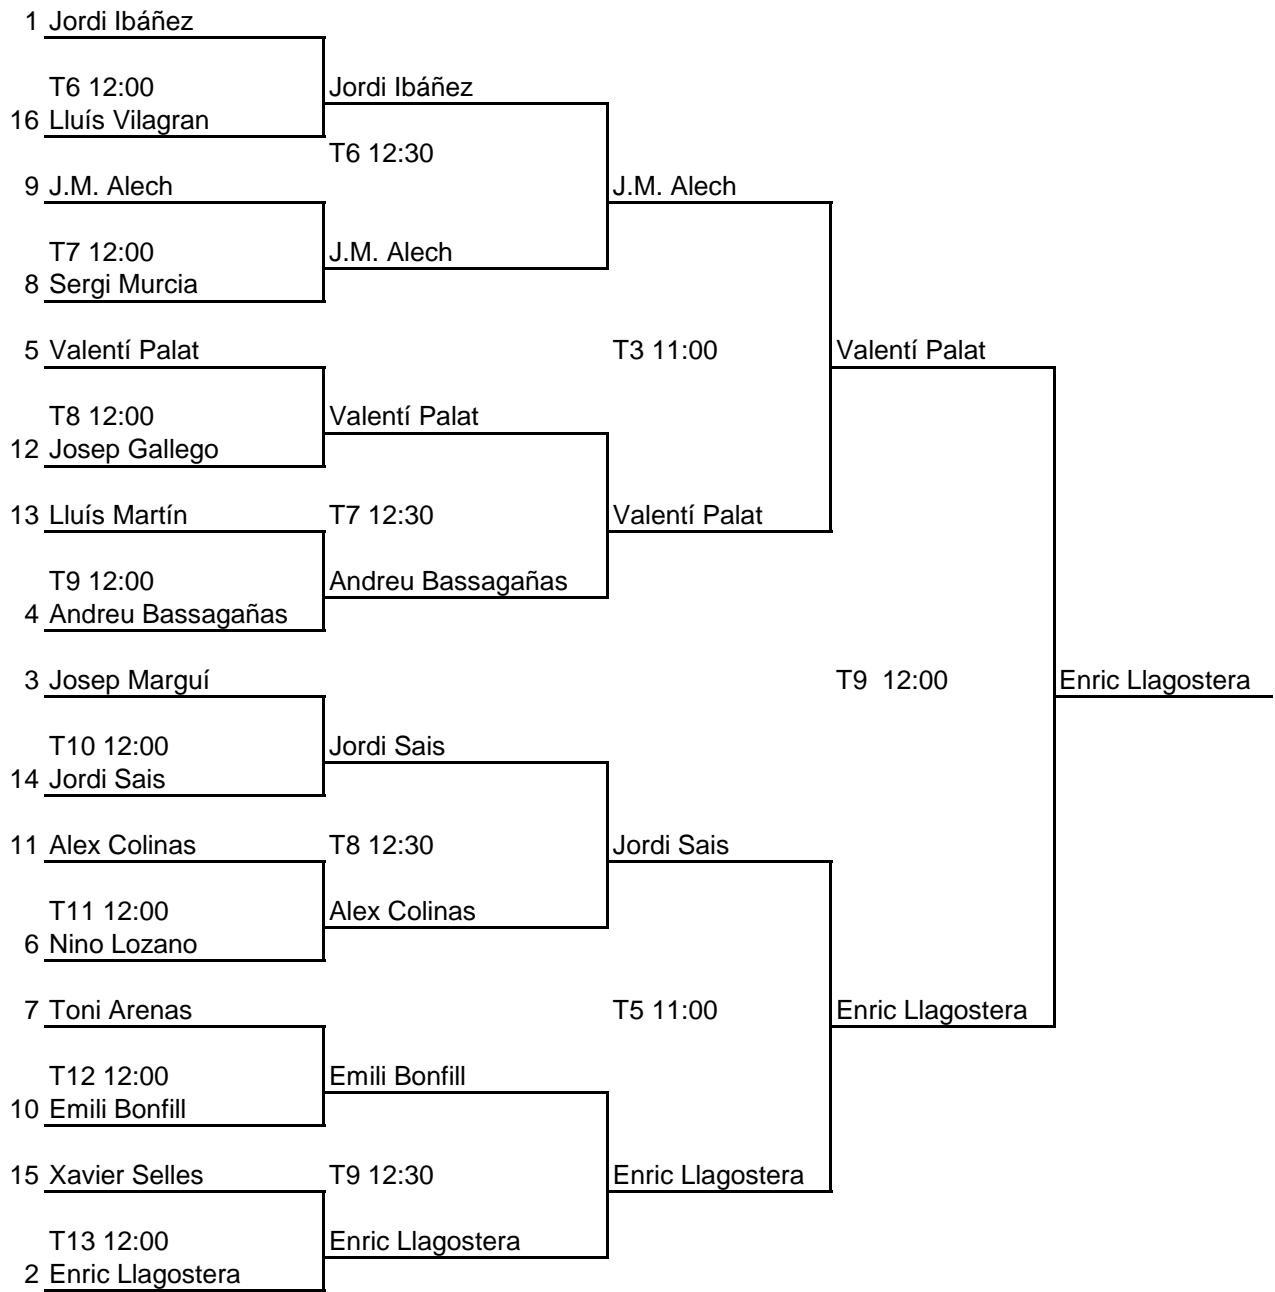 1 Jordi Ibáñez
T6 12:00 Jordi Ibáñez
16 Lluís Vilagran
T6 12:30
9 J.M. Alech J.M. Alech
T7 12:00 J.M. Alech
8 Sergi Murcia
5 Valentí Palat T3 11:00 Valentí Palat
T8 12:00 Valentí Palat
12 Josep Gallego
13 Lluís Martín T7 12:30 Valentí Palat
T9 12:00 Andreu Bassagañas
4 Andreu Bassagañas
3 Josep Marguí T9  12:00 Enric Llagostera
T10 12:00 Jordi Sais
14 Jordi Sais
11 Alex Colinas T8 12:30 Jordi Sais
T11 12:00 Alex Colinas
6 Nino Lozano
7 Toni Arenas T5 11:00 Enric Llagostera
T12 12:00 Emili Bonfill
10 Emili Bonfill
15 Xavier Selles T9 12:30 Enric Llagostera
T13 12:00 Enric Llagostera
2 Enric Llagostera